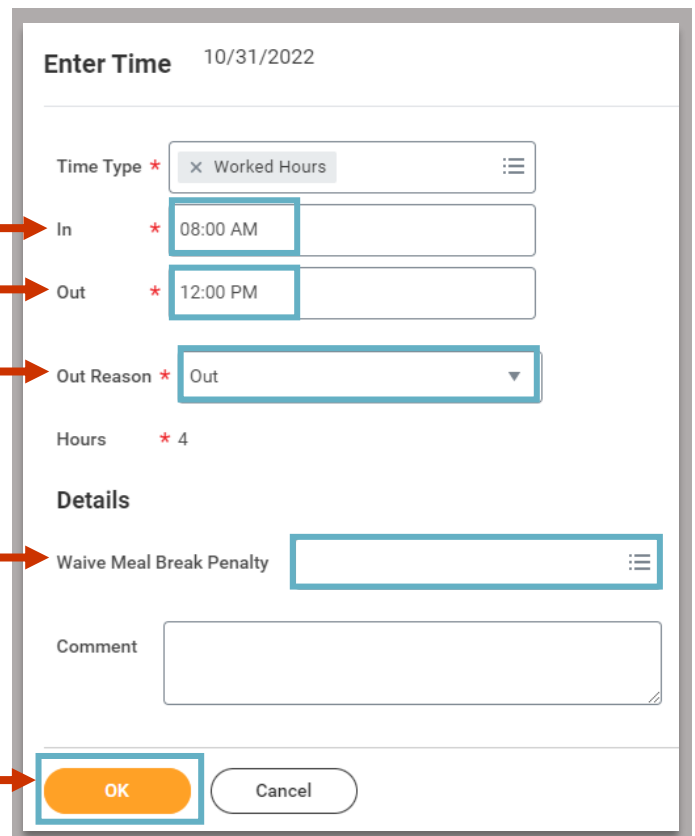 Enter Time 10/31/2022
Time Type * × Worked Hours
In * 08:00 AM
Out * 12:00 PM
Out Reason * Out
Hours * 4
Details
Waive Meal Break Penalty
Comment
OK Cancel